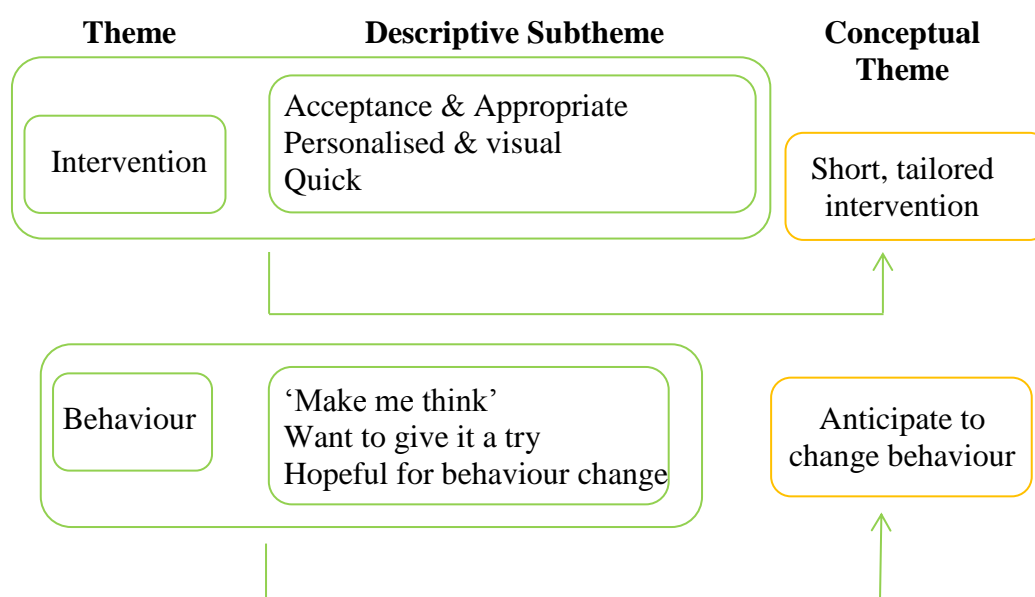 Theme
Descriptive Subtheme
Conceptual
Theme
Intervention
Acceptance & Appropriate
Personalised & visual
Quick
Short, tailored
intervention
Behaviour
‘Make me think’
Want to give it a try
Hopeful for behaviour change
Anticipate to
change behaviour